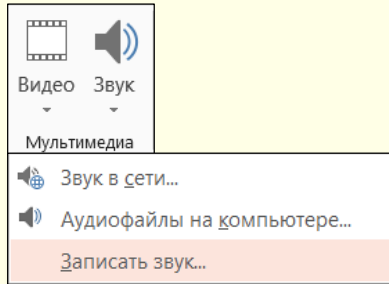 Видео Звук
Мультимедиа
Звук в сети...
Аудиофайлы на компьютере...
Записать звук...